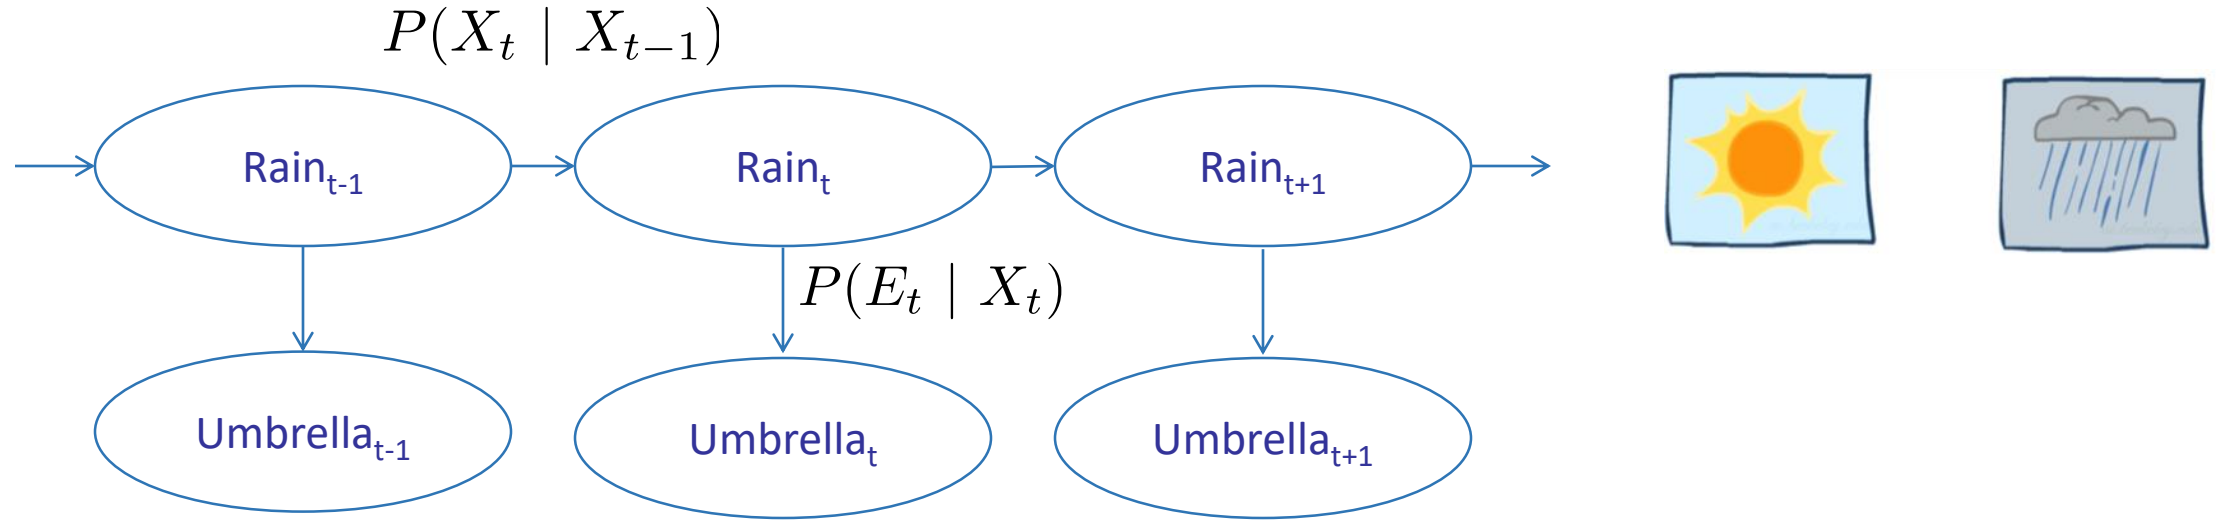 P(X_t | X_{t-1})
Rain_{t-1} Rain_t Rain_{t+1}
P(E_t | X_t)
Umbrella_{t-1} Umbrella_t Umbrella_{t+1}